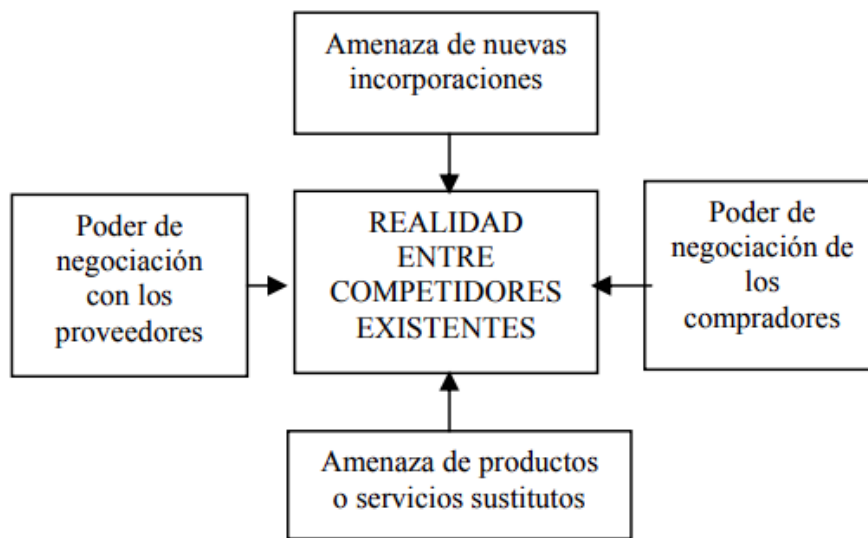 Amenaza de nuevas
incorporaciones
Poder de
negociación
con los
proveedores
REALIDAD
ENTRE
COMPETIDORES
EXISTENTES
Poder de
negociación de
los
compradores
Amenaza de productos
o servicios sustitutos